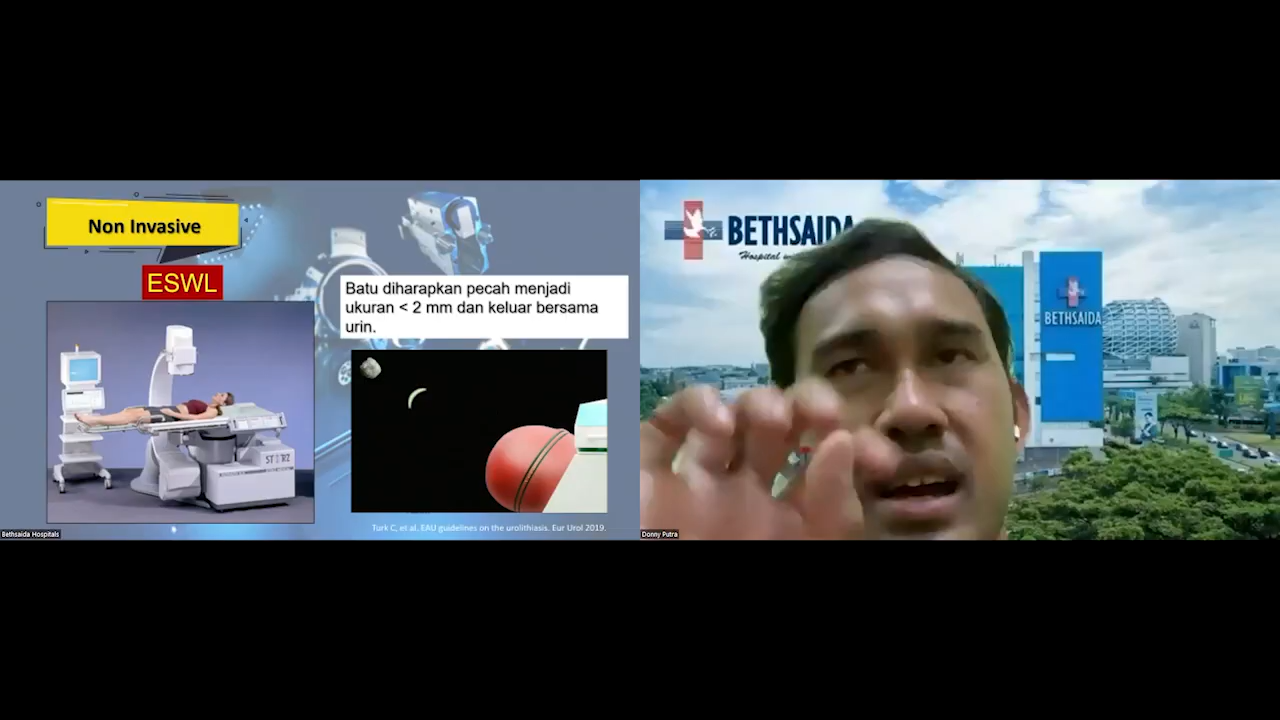 Non Invasive
ESWL
Batu diharapkan pecah menjadi
ukuran < 2 mm dan keluar bersama
urin.
STORZ
Turk C, et al. EAU guidelines on the urolithiasis. Eur Urol 2019.
Bethsaida Hospitals
BETHSAIDA
Hospital
BETHSAIDA
Donny Putra